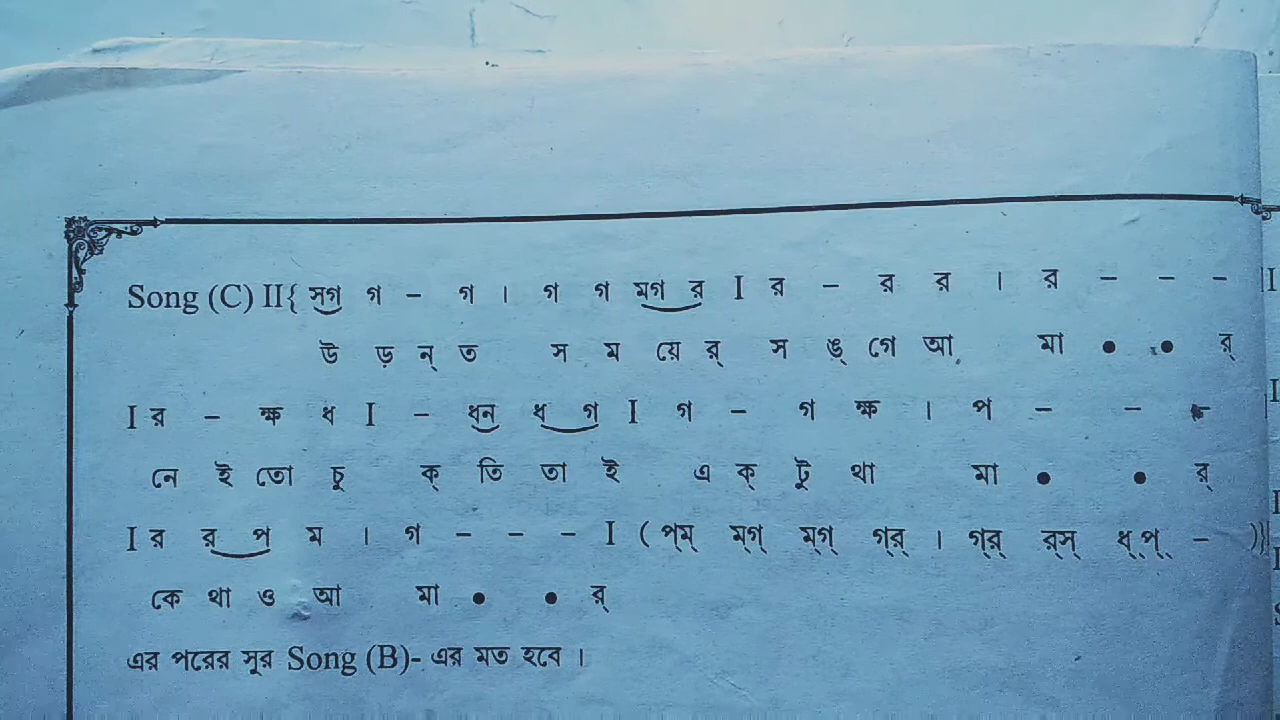 Song (C) II{ সগ গ – গ । গ গ মগ র I র – র র । র – – – I
উ ড় ন্ ত স ম য়ে র্ স ঙ্ গে আ মা • • র্
I র – ক্ষ ধ I – ধন ধ গ I গ – গ ক্ষ । প – – –
নে ই তো চু ক্ তি তা ই এ ক্ টু থা মা • • র্
I র র প ম । গ – – – I ( প্ম্ ম্গ্ ম্গ্ গ্র্ । গ্র্ র্স্ ধ্.প্. – )}I
কে থা ও আ মা • • র্
এর পরের সুর Song (B)- এর মত হবে ।